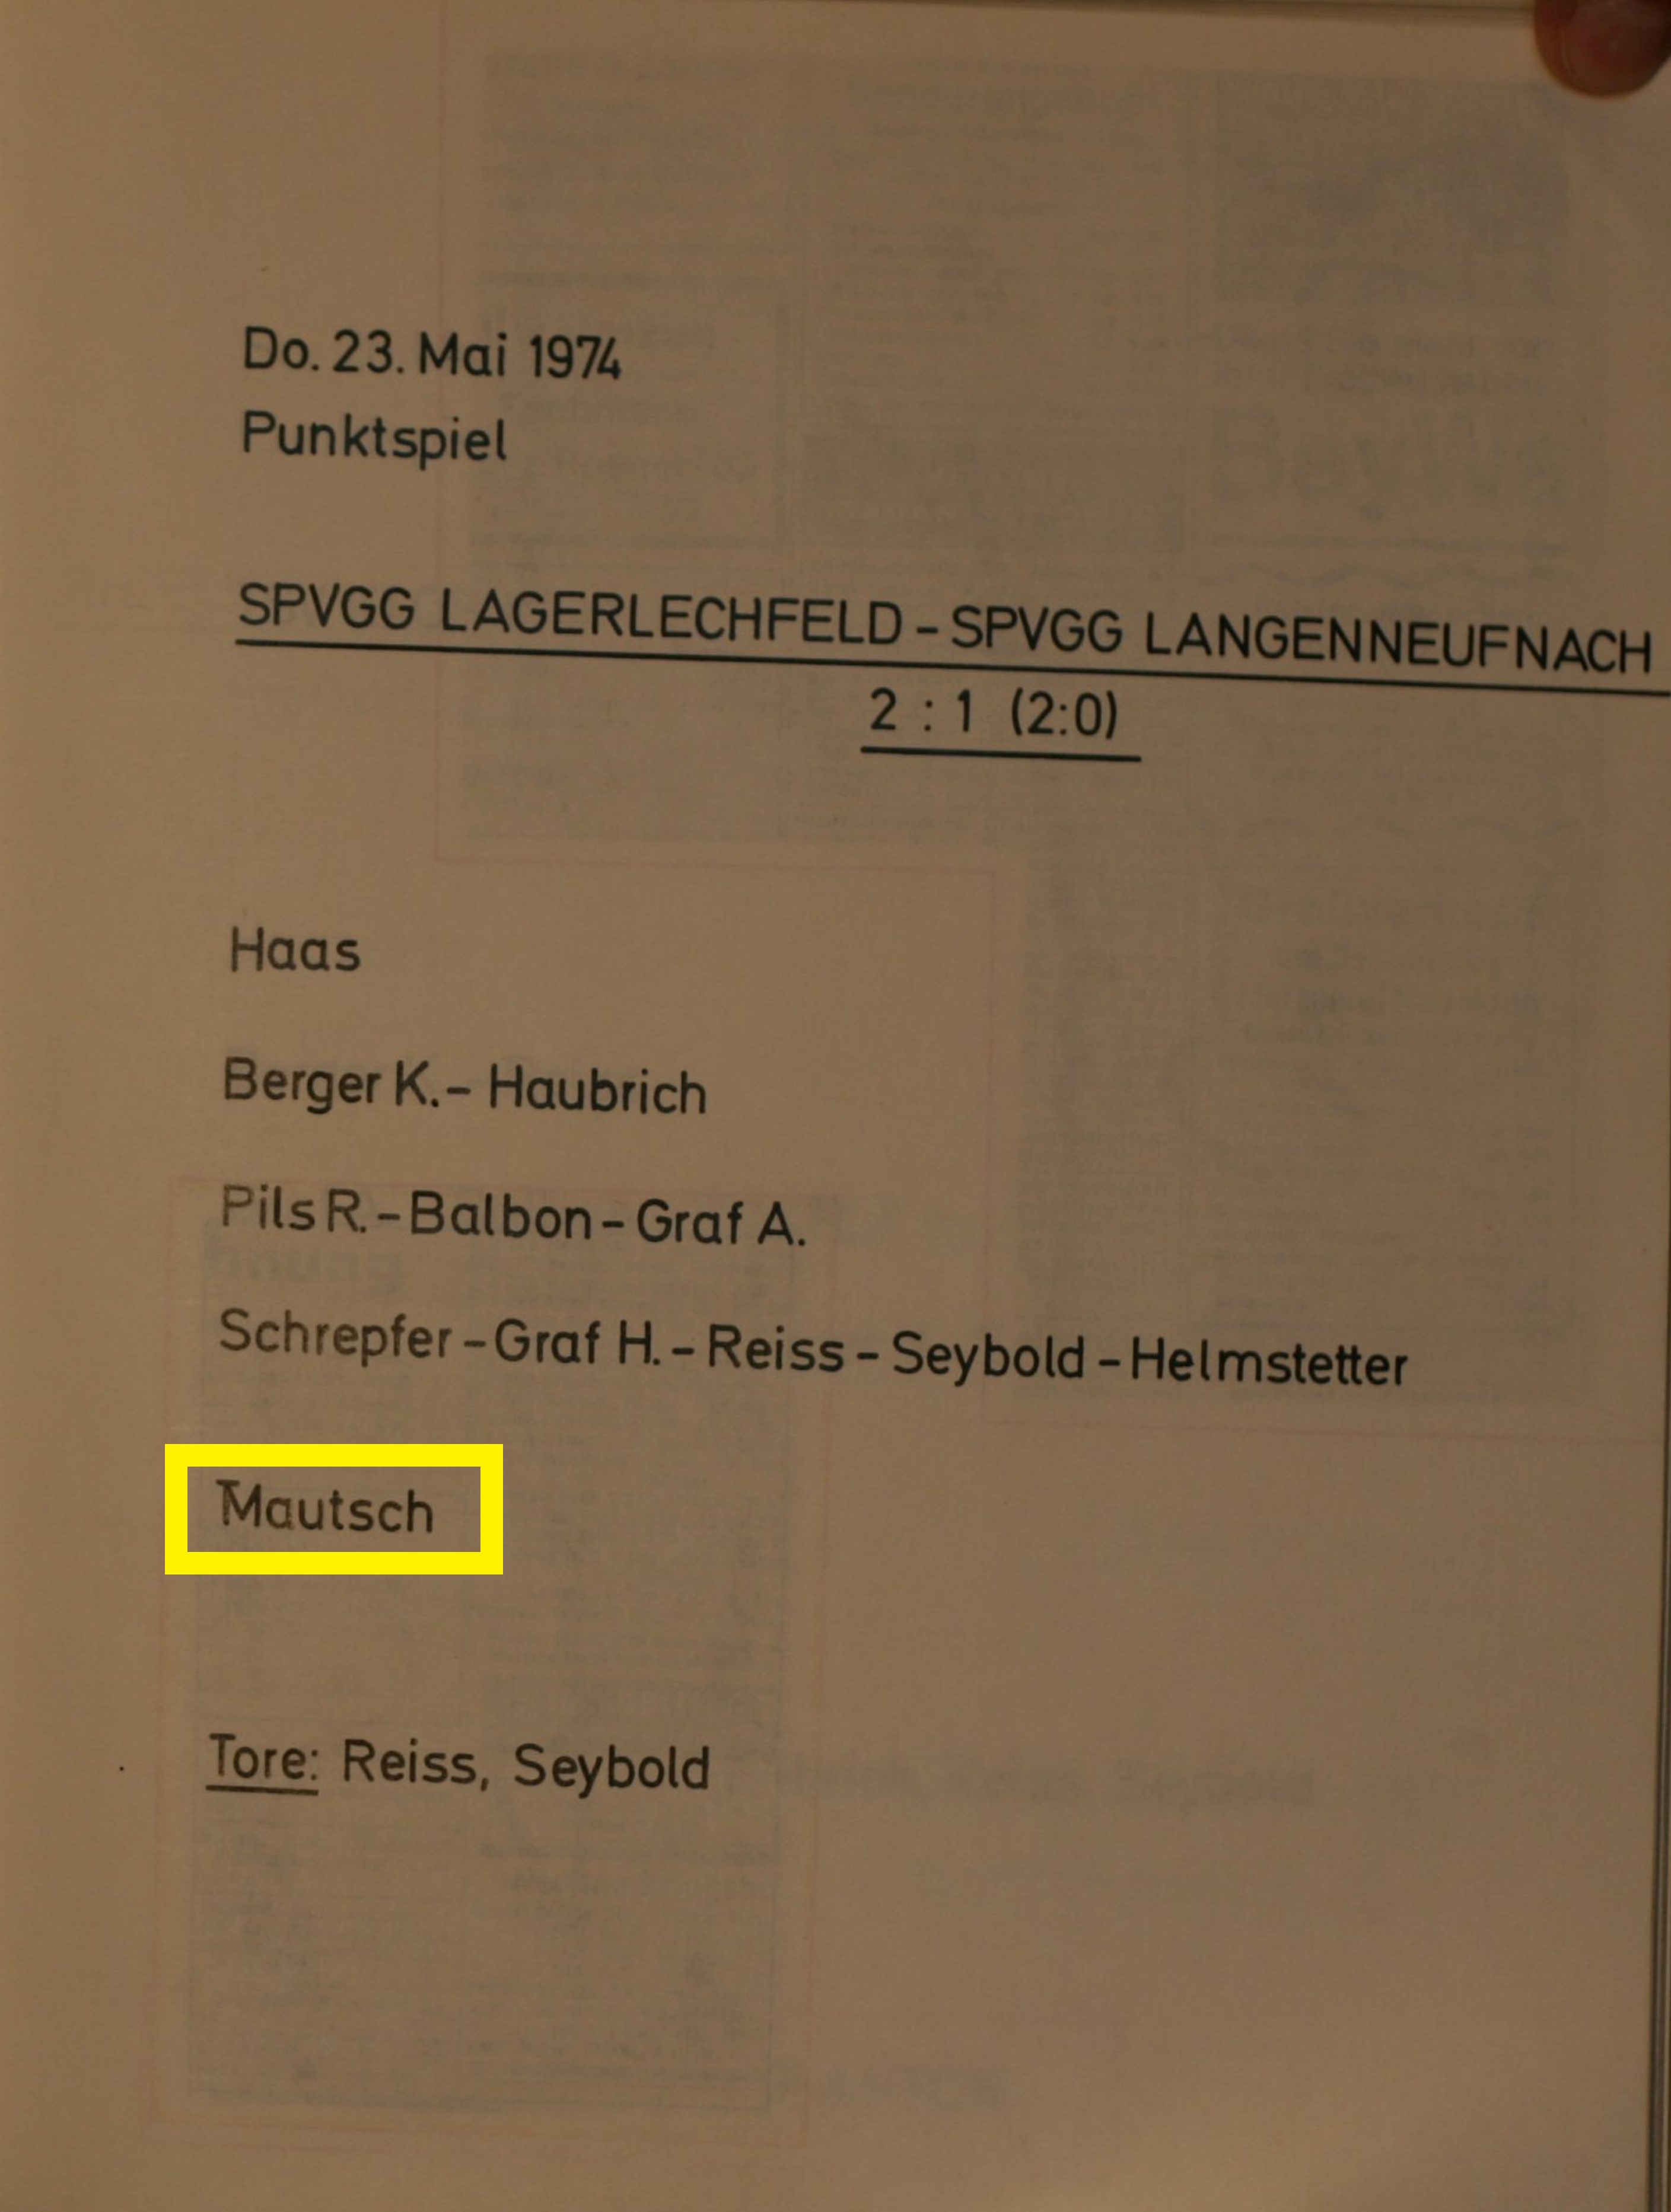 Do. 23. Mai 1974
Punktspiel
SPVGG LAGERLECHFELD - SPVGG LANGENNEUFNACH
2 : 1 (2:0)
Haas
Berger K. - Haubrich
Pils R. - Balbon - Graf A.
Schrepfer - Graf H. - Reiss - Seybold - Helmstetter
Mautsch
Tore: Reiss, Seybold